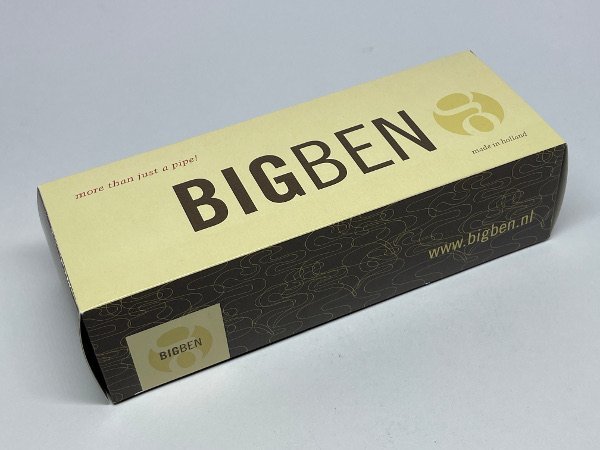 more than just a pipe!
BIGBEN
made in holland
www.bigben.nl
BIGBEN